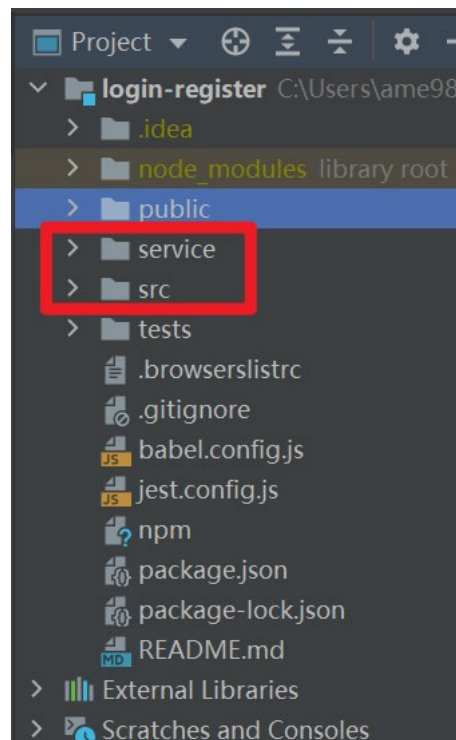 Project
login-register C:\Users\ame98
.idea
node_modules library root
public
service
src
tests
.browserslistrc
.gitignore
babel.config.js
jest.config.js
npm
package.json
package-lock.json
README.md
External Libraries
Scratches and Consoles